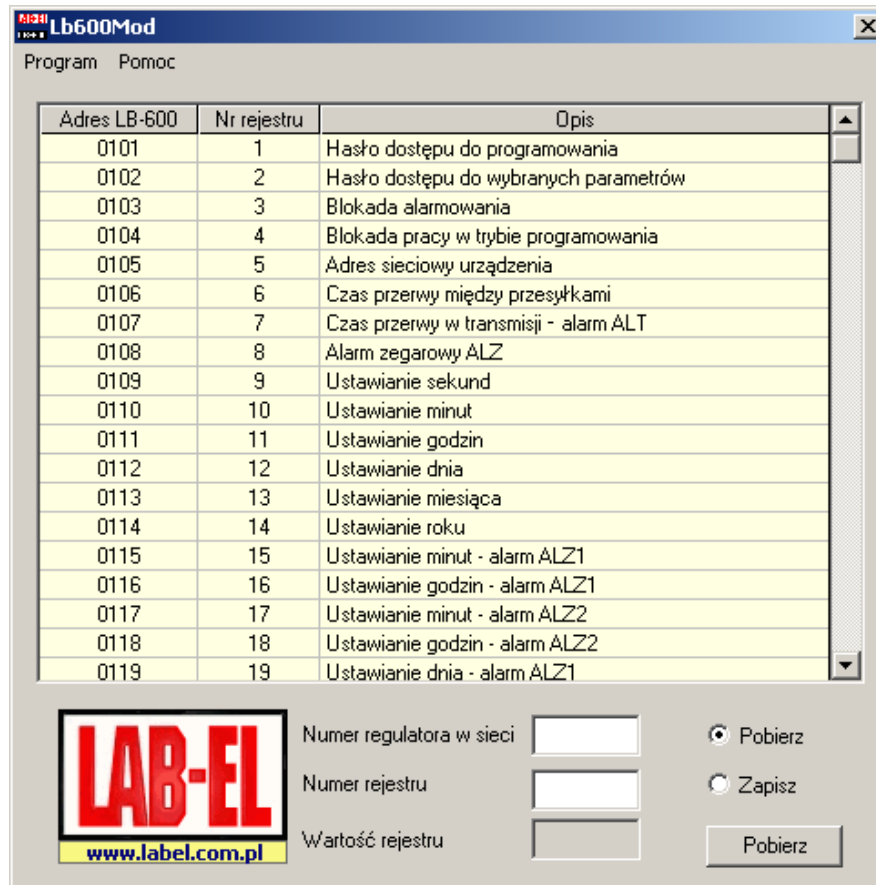 Lb600Mod
Program Pomoc
Adres LB-600 Nr rejestru Opis
0101 1 Hasło dostępu do programowania
0102 2 Hasło dostępu do wybranych parametrów
0103 3 Blokada alarmowania
0104 4 Blokada pracy w trybie programowania
0105 5 Adres sieciowy urządzenia
0106 6 Czas przerwy między przesyłkami
0107 7 Czas przerwy w transmisji - alarm ALT
0108 8 Alarm zegarowy ALZ
0109 9 Ustawianie sekund
0110 10 Ustawianie minut
0111 11 Ustawianie godzin
0112 12 Ustawianie dnia
0113 13 Ustawianie miesiąca
0114 14 Ustawianie roku
0115 15 Ustawianie minut - alarm ALZ1
0116 16 Ustawianie godzin - alarm ALZ1
0117 17 Ustawianie minut - alarm ALZ2
0118 18 Ustawianie godzin - alarm ALZ2
0119 19 Ustawianie dnia - alarm ALZ1
LAB-EL
www.label.com.pl
Numer regulatora w sieci
Pobierz
Numer rejestru
Zapisz
Wartość rejestru
Pobierz